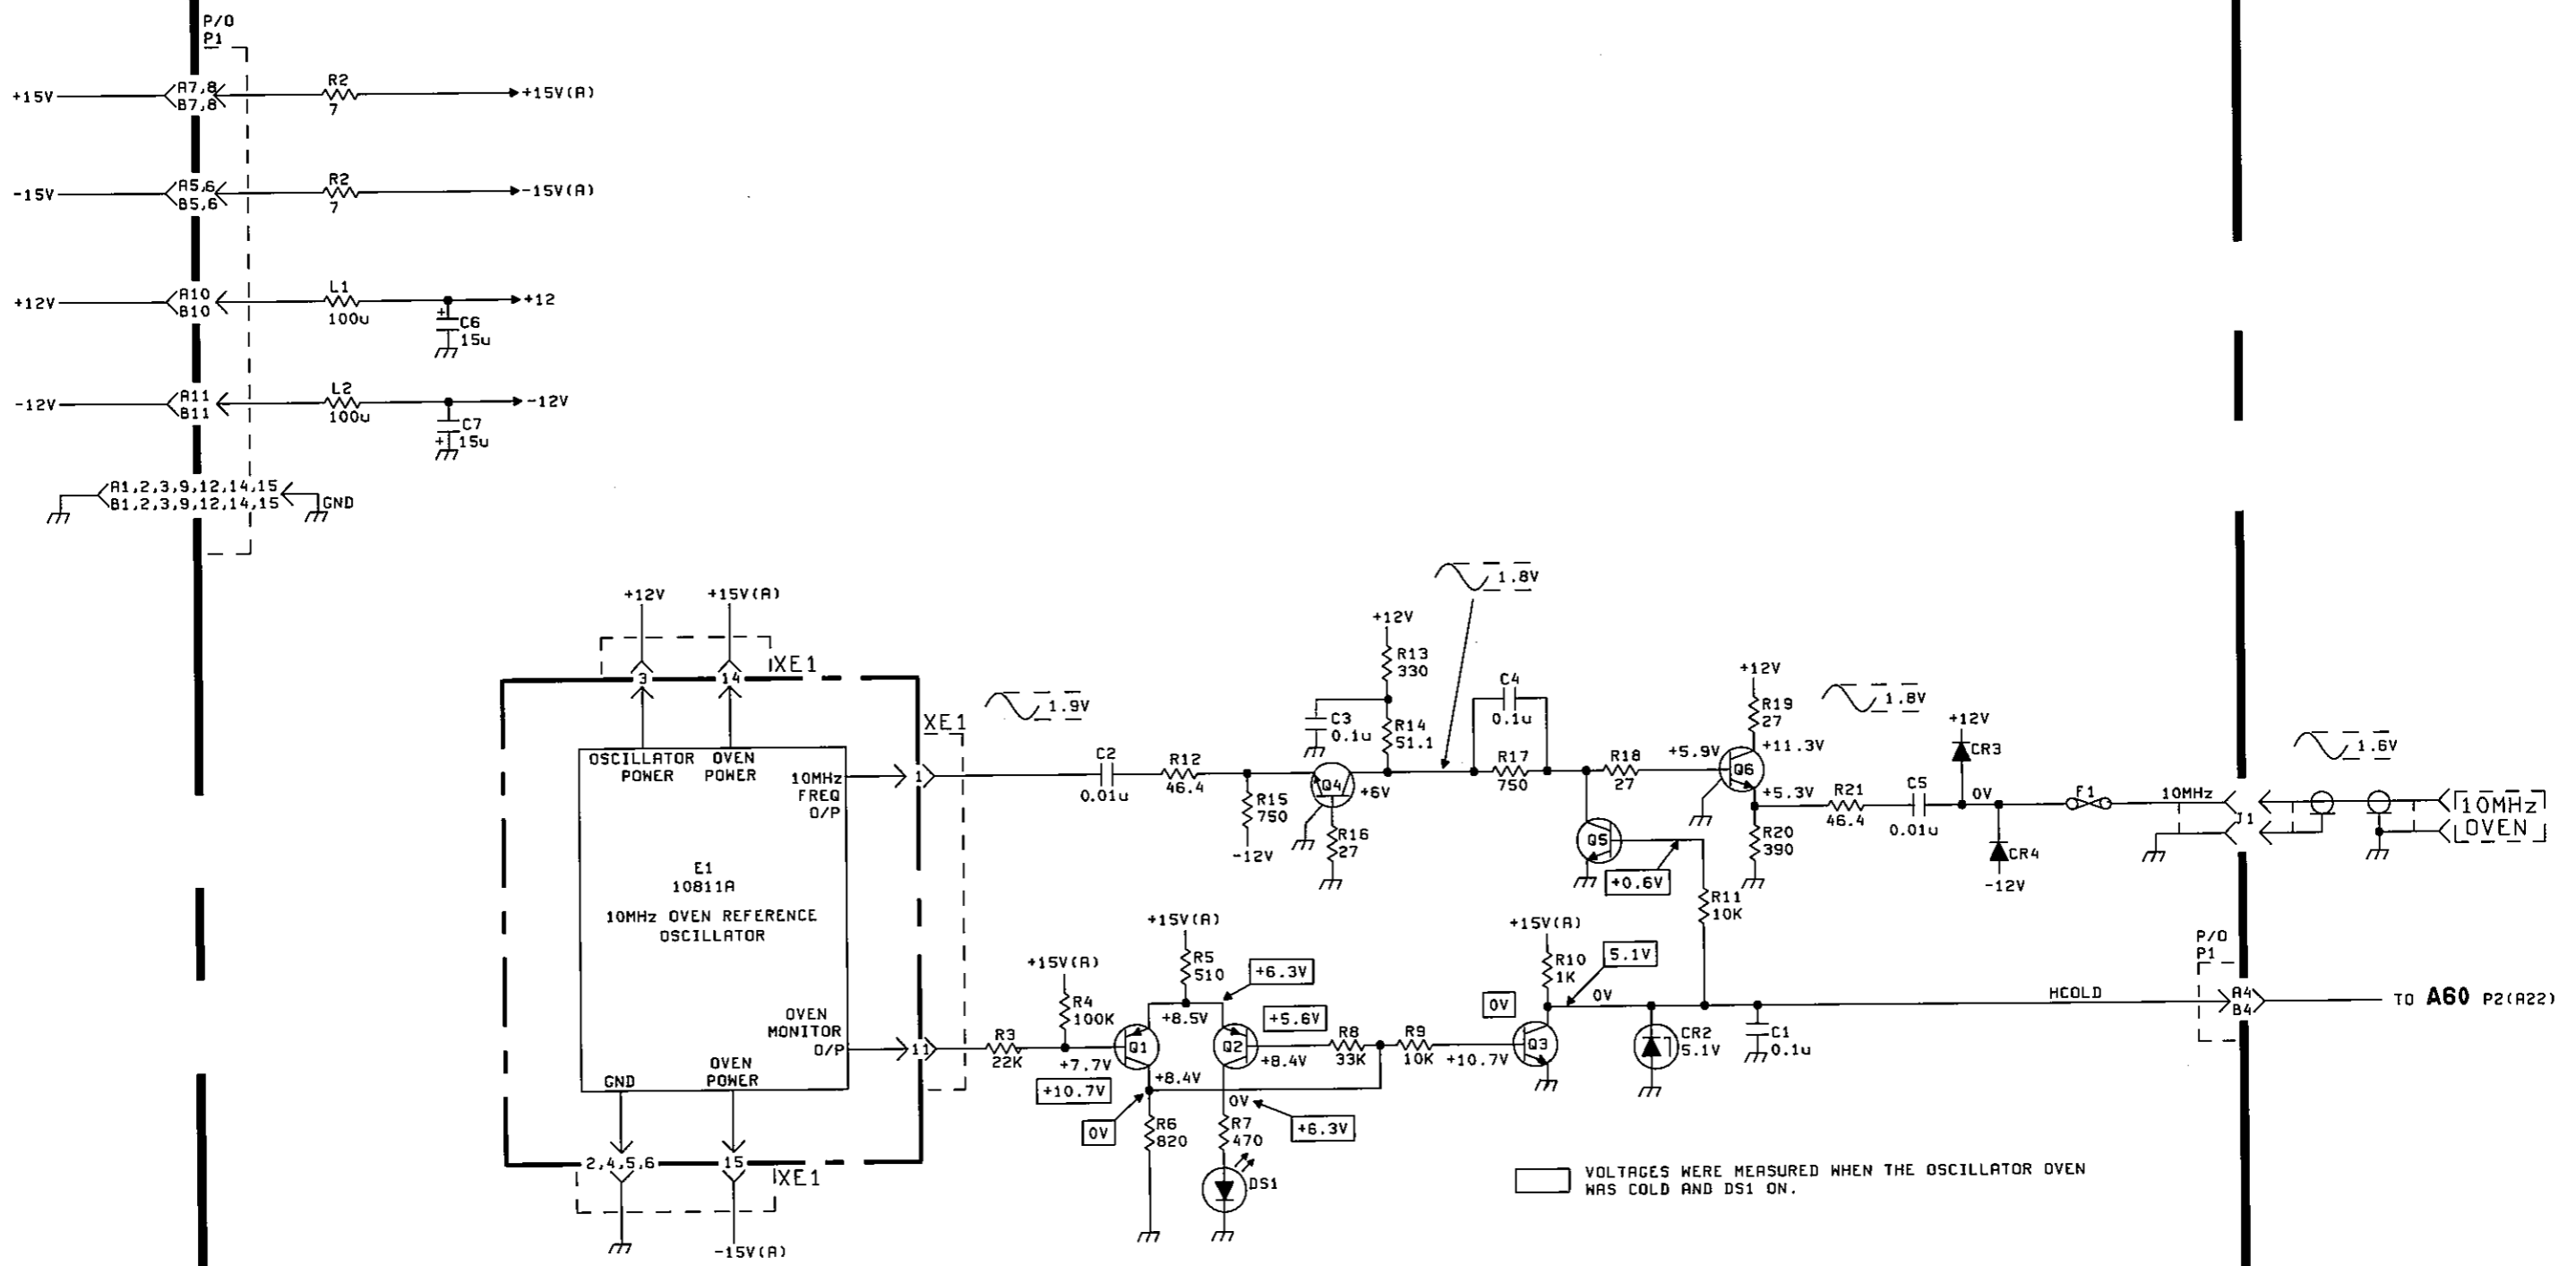 P/O
P1
+15V
A7,8
B7,8
R2
7
+15V(A)
-15V
A5,6
B5,6
R2
7
-15V(A)
+12V
A10
B10
L1
100u
+12
+
C6
15u
-12V
A11
B11
L2
100u
-12V
C7
+
15u
A1,2,3,9,12,14,15
B1,2,3,9,12,14,15
GND
+12V
+15V(A)
XE1
3
14
OSCILLATOR
POWER
OVEN
POWER
10MHz
FREQ
O/P
1
XE1
E1
10811A
10MHz OVEN REFERENCE
OSCILLATOR
OVEN
MONITOR
O/P
11
GND
OVEN
POWER
2,4,5,6
15
XE1
-15V(A)
1.9V
C2
0.01u
R12
46.4
R15
750
-12V
C3
0.1u
+12V
R13
330
R14
51.1
Q4
+6V
R16
27
1.8V
C4
0.1u
R17
750
R18
27
Q5
+0.6V
R11
10K
+12V
R19
27
+5.9V
+11.3V
Q6
+5.3V
R20
390
1.8V
R21
46.4
C5
0.01u
+12V
CR3
0V
CR4
-12V
F1
10MHz
J1
1.6V
10MHz
OVEN
R3
22K
+15V(A)
R4
100K
+7.7V
+10.7V
Q1
+15V(A)
R5
510
+6.3V
+8.5V
+5.6V
Q2
+8.4V
+8.4V
0V
R6
820
0V
+6.3V
R7
470
DS1
R8
33K
R9
10K
+10.7V
0V
Q3
+15V(A)
R10
1K
5.1V
0V
CR2
5.1V
C1
0.1u
HCOLD
P/O
P1
A4
B4
TO A60 P2(A22)
VOLTAGES WERE MEASURED WHEN THE OSCILLATOR OVEN
WAS COLD AND DS1 ON.